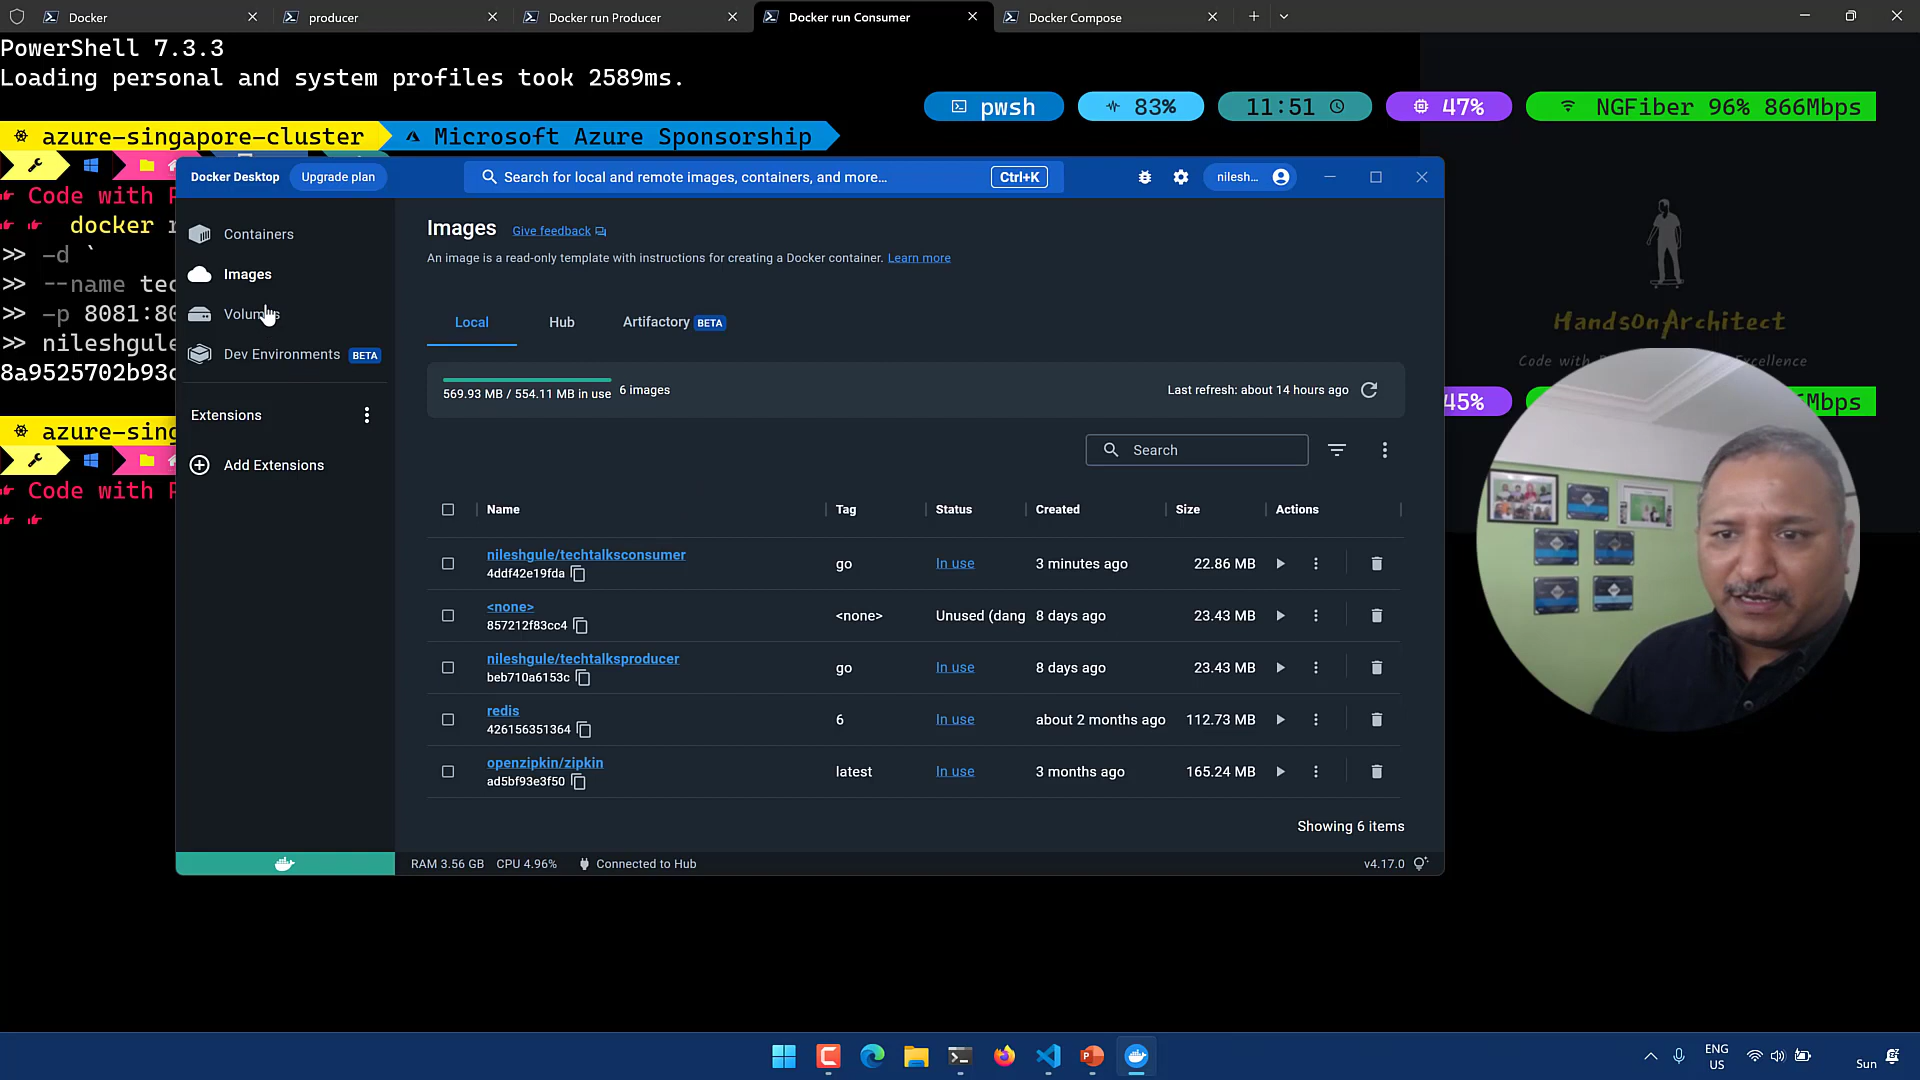 Docker
producer
Docker run Producer
Docker run Consumer
Docker Compose
PowerShell 7.3.3
Loading personal and system profiles took 2589ms.
pwsh
83%
11:51
47%
NGFiber 96% 866Mbps
azure-singapore-cluster
Microsoft Azure Sponsorship
Code with
docker
>> -d `
>> --name tec
>> -p 8081:80
>> nileshgule
8a9525702b93
azure-sing
45%
Mbps
Code with
Docker Desktop
Upgrade plan
Search for local and remote images, containers, and more...
Ctrl+K
nilesh...
Containers
Images
Dev Environments
BETA
Extensions
Add Extensions
Images
Give feedback
An image is a read-only template with instructions for creating a Docker container. Learn more
Local
Hub
Artifactory BETA
569.93 MB / 554.11 MB in use
6 images
Last refresh: about 14 hours ago
Search
Name
Tag
Status
Created
Size
Actions
nileshgule/techtalksconsumer
4ddf42e19fda
go
In use
3 minutes ago
22.86 MB
<none>
857212f83cc4
<none>
Unused (dang
8 days ago
23.43 MB
nileshgule/techtalksproducer
beb710a6153c
go
In use
8 days ago
23.43 MB
redis
426156351364
6
In use
about 2 months ago
112.73 MB
openzipkin/zipkin
ad5bf93e3f50
latest
In use
3 months ago
165.24 MB
Showing 6 items
RAM 3.56 GB
CPU 4.96%
Connected to Hub
v4.17.0
HandsOnArchitect
Code with
ENG
US
Sun